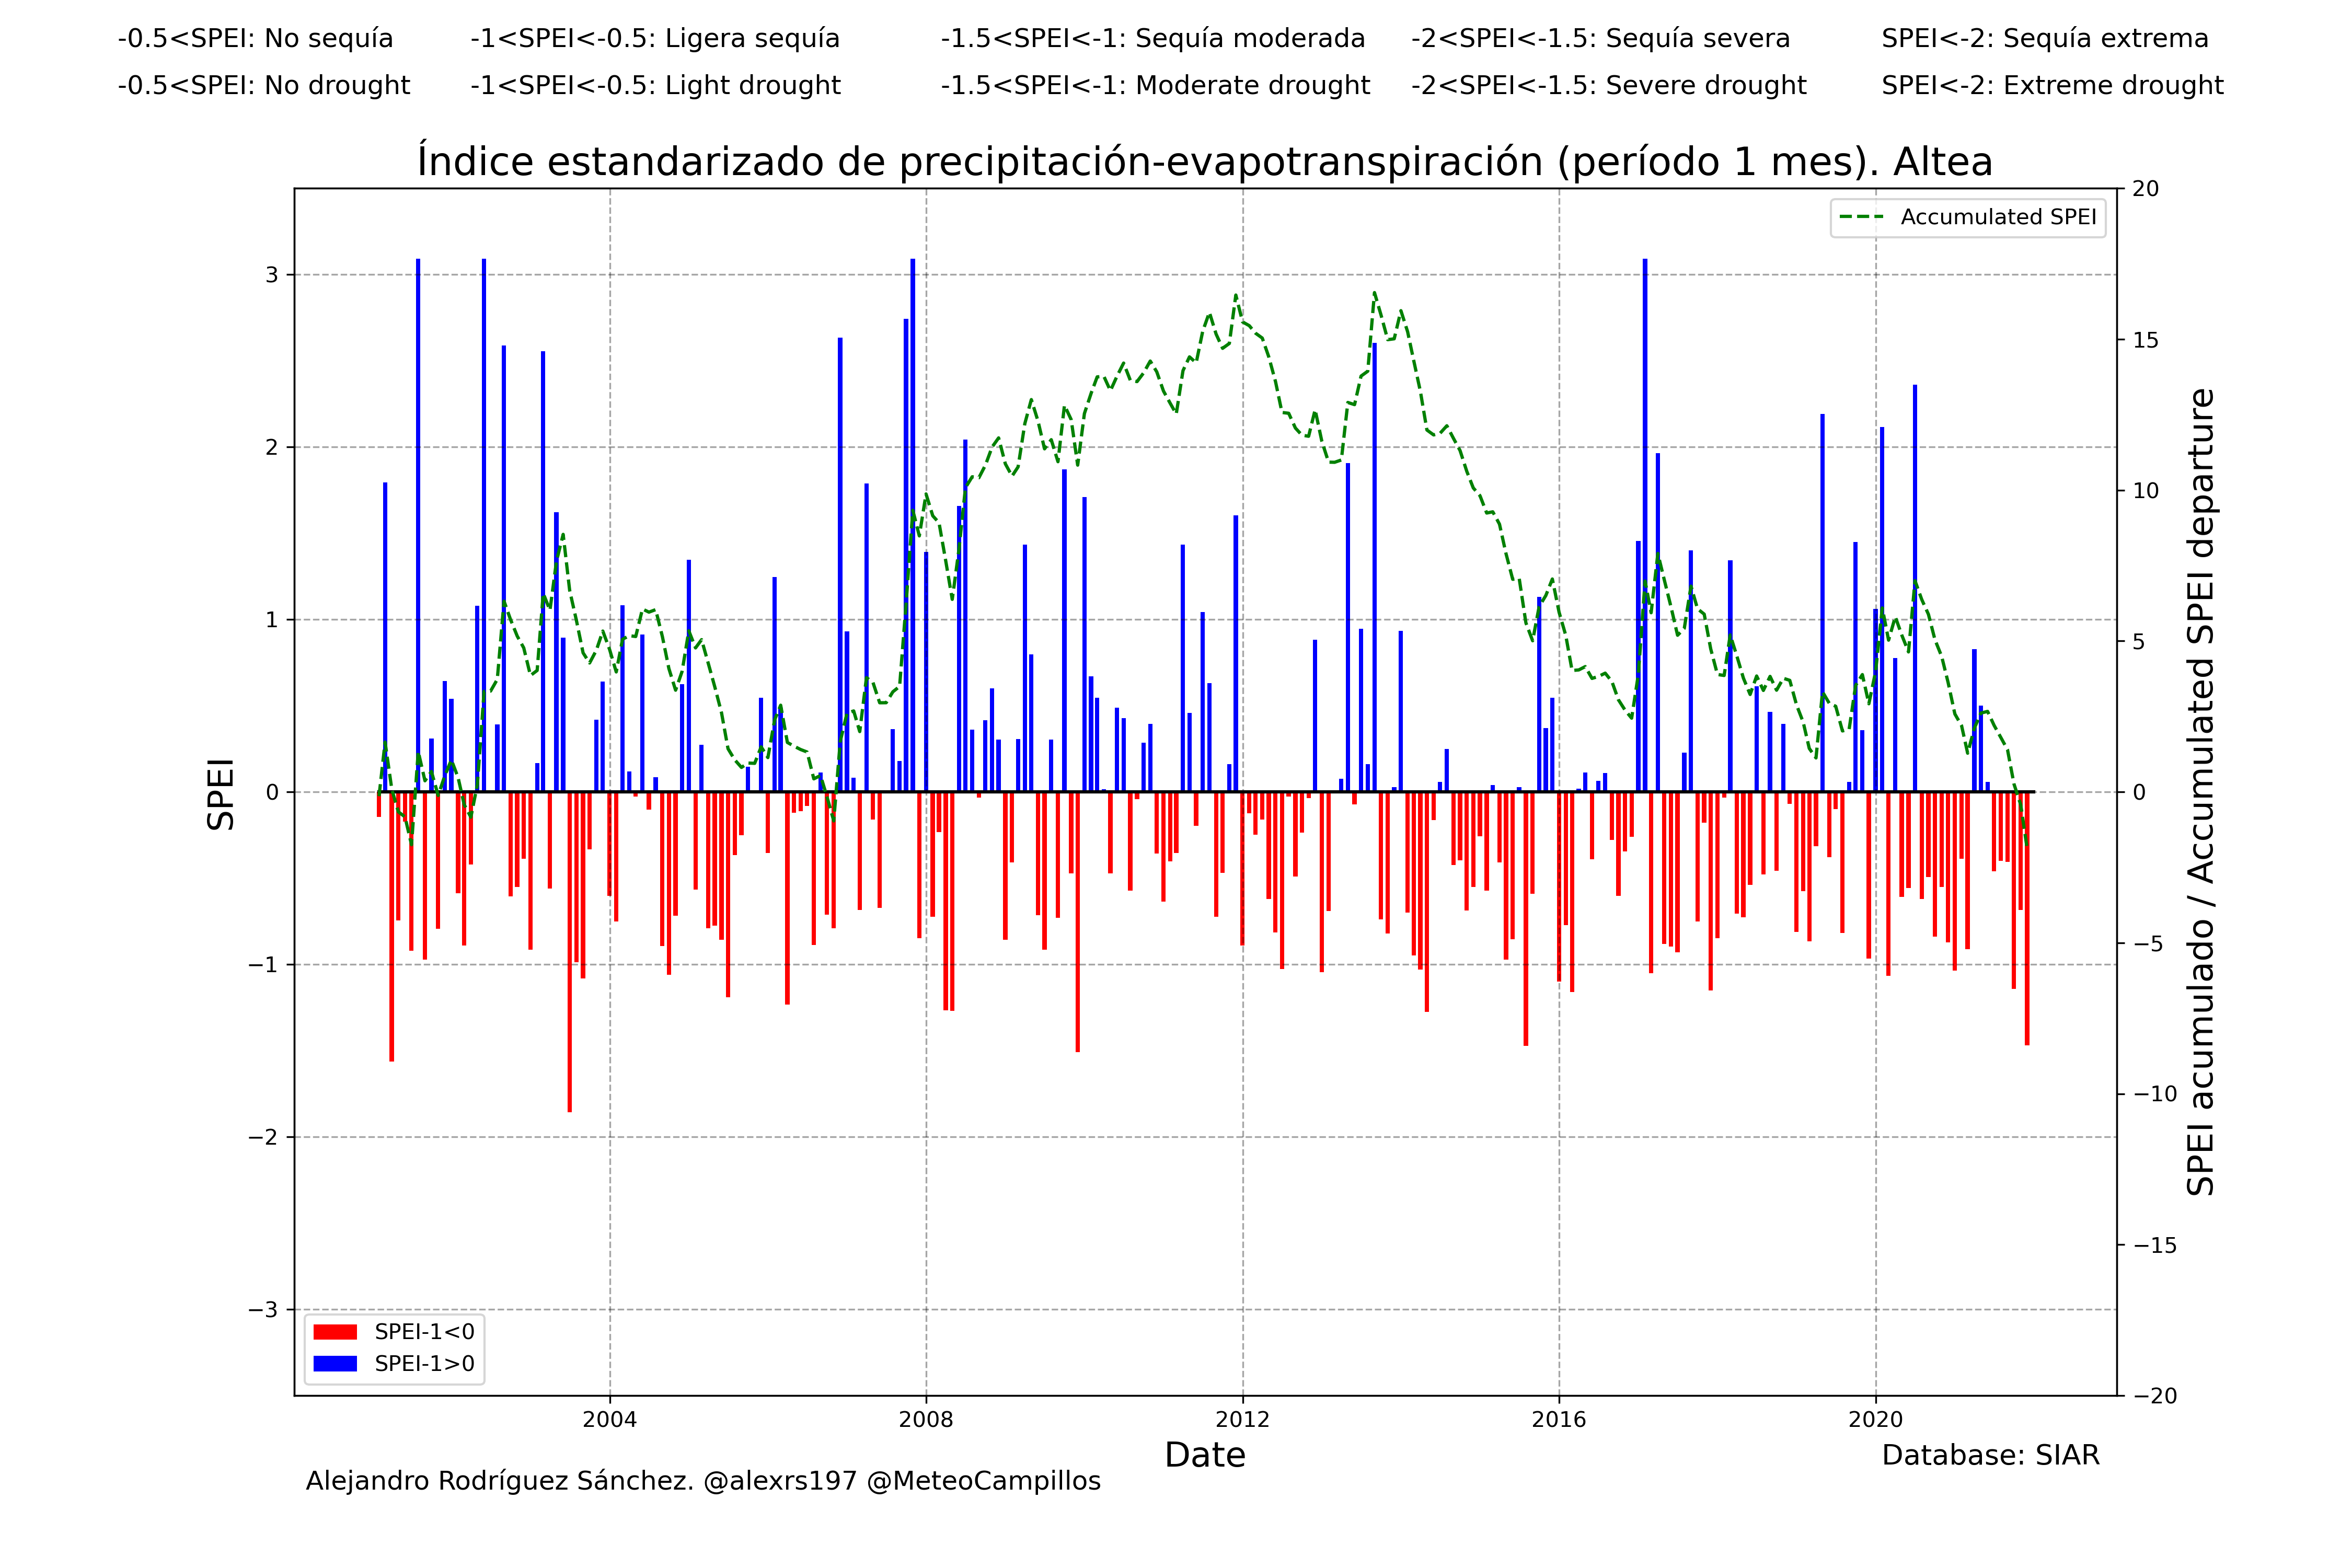 -0.5<SPEI: No sequía -1<SPEI<-0.5: Ligera sequía -1.5<SPEI<-1: Sequía moderada -2<SPEI<-1.5: Sequía severa SPEI<-2: Sequía extrema
-0.5<SPEI: No drought -1<SPEI<-0.5: Light drought -1.5<SPEI<-1: Moderate drought -2<SPEI<-1.5: Severe drought SPEI<-2: Extreme drought
Índice estandarizado de precipitación-evapotranspiración (período 1 mes). Altea
Accumulated SPEI
SPEI
3
2
1
0
−1
−2
−3
20
15
10
5
0
−5
−10
−15
−20
SPEI acumulado / Accumulated SPEI departure
SPEI-1<0
SPEI-1>0
2004 2008 2012 2016 2020
Date
Database: SIAR
Alejandro Rodríguez Sánchez. @alexrs197 @MeteoCampillos